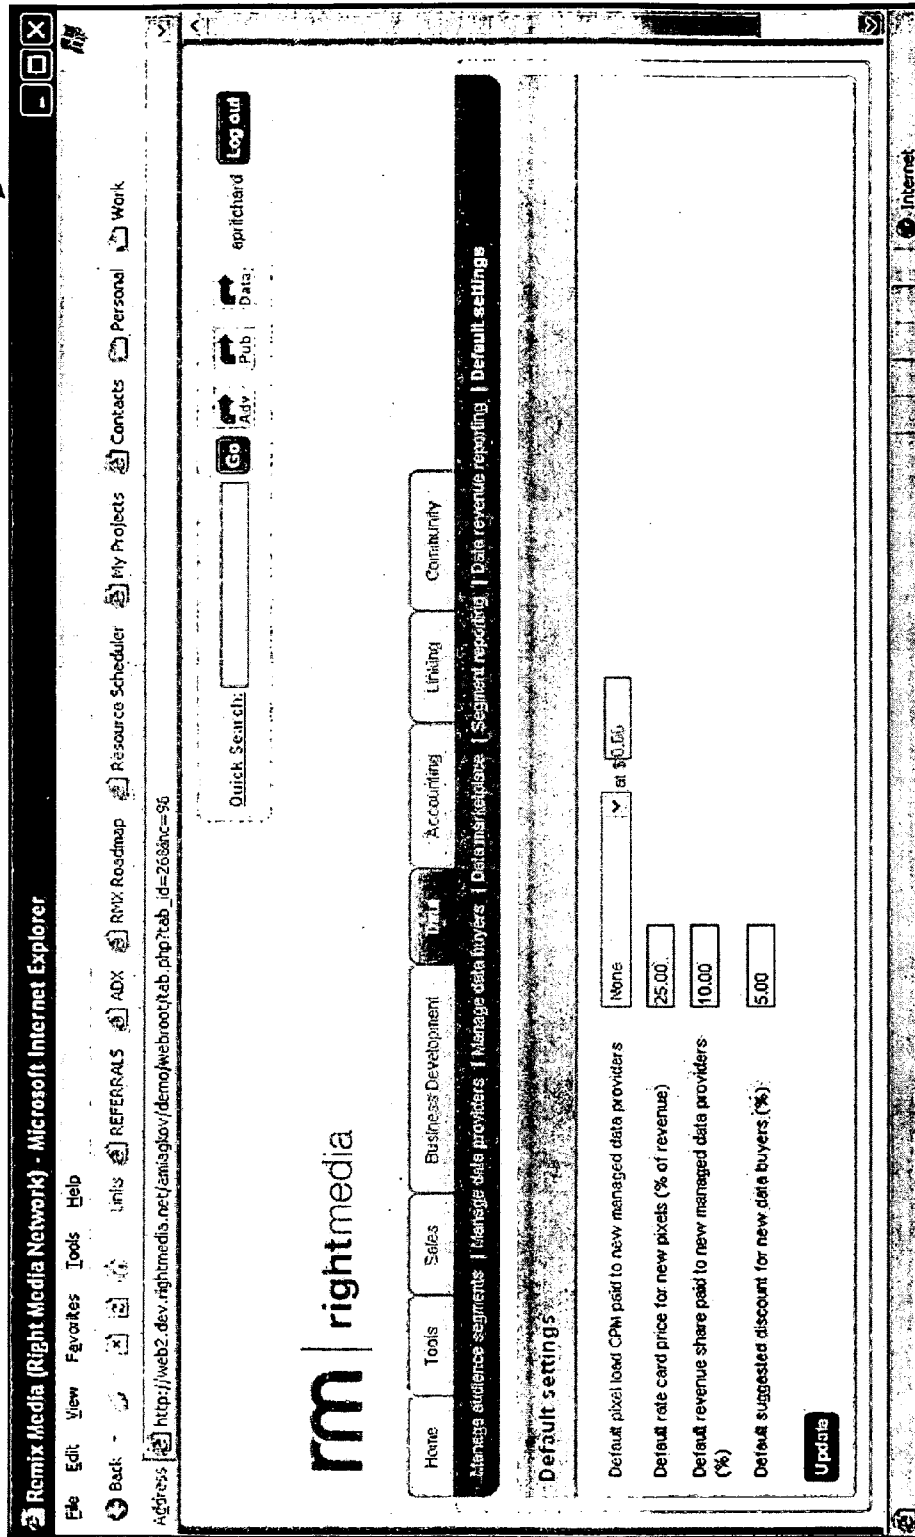 Remix Media (Right Media Network) - Microsoft Internet Explorer
File Edit View Favorites Tools Help
Back Links REFERRALS ADX RMX Roadmap Resource Scheduler My Projects Contacts Personal Work
Address http://web2.dev.rightmedia.net/amiaglov/demo/webroot/tab.php?tab_id=268&inc=96
Quick Search: Go Adv Pub Data apritchard Log out
rm | rightmedia
Home Tools Sales Business Development Data Accounting Linking Community
Manage audience segments | Manage data providers | Manage data buyers | Data marketplace | Segment reporting | Data revenue reporting | Default settings
Default settings
Default pixel load CPM paid to new managed data providers None at $ 0.00
Default rate card price for new pixels (% of revenue) 25.00
Default revenue share paid to new managed data providers 10.00
(%)
Default suggested discount for new data buyers (%) 5.00
Update
Internet